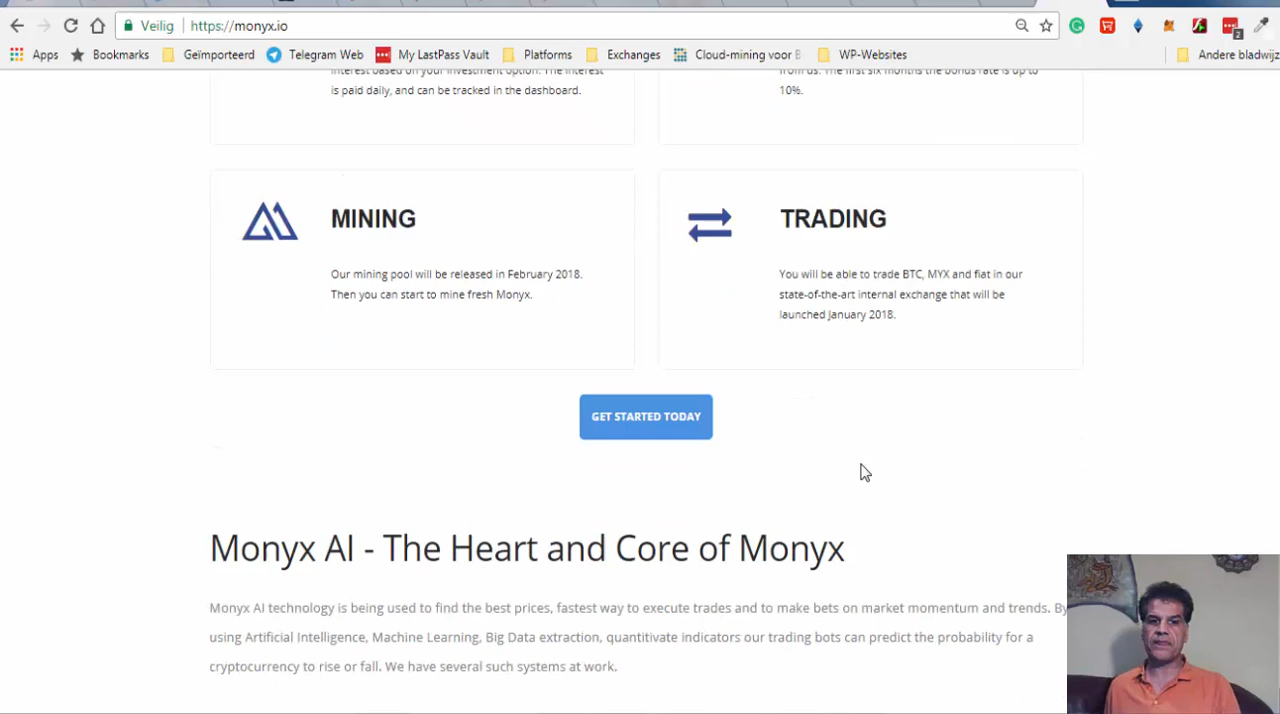 Veilig https://monyx.io
Apps Bookmarks Geïmporteerd Telegram Web My LastPass Vault Platforms Exchanges Cloud-mining voor B WP-Websites Andere bladwijz
interest based on your investment option. The interest
is paid daily, and can be tracked in the dashboard.
from us. The first six months the bonus rate is up to
10%.
MINING
Our mining pool will be released in February 2018.
Then you can start to mine fresh Monyx.
TRADING
You will be able to trade BTC, MYX and fiat in our
state-of-the-art internal exchange that will be
launched January 2018.
GET STARTED TODAY
Monyx AI - The Heart and Core of Monyx
Monyx AI technology is being used to find the best prices, fastest way to execute trades and to make bets on market momentum and trends. By
using Artificial Intelligence, Machine Learning, Big Data extraction, quantitivate indicators our trading bots can predict the probability for a
cryptocurrency to rise or fall. We have several such systems at work.